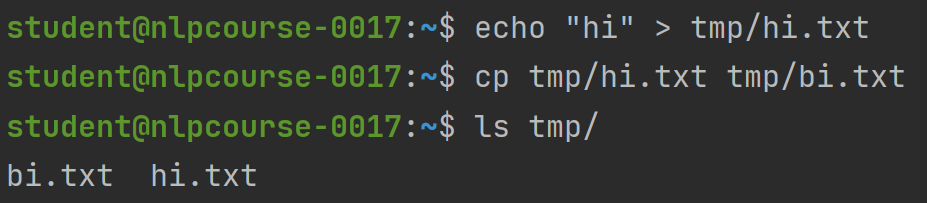 student@nlpcourse-0017:~$ echo "hi" > tmp/hi.txt
student@nlpcourse-0017:~$ cp tmp/hi.txt tmp/bi.txt
student@nlpcourse-0017:~$ ls tmp/
bi.txt  hi.txt